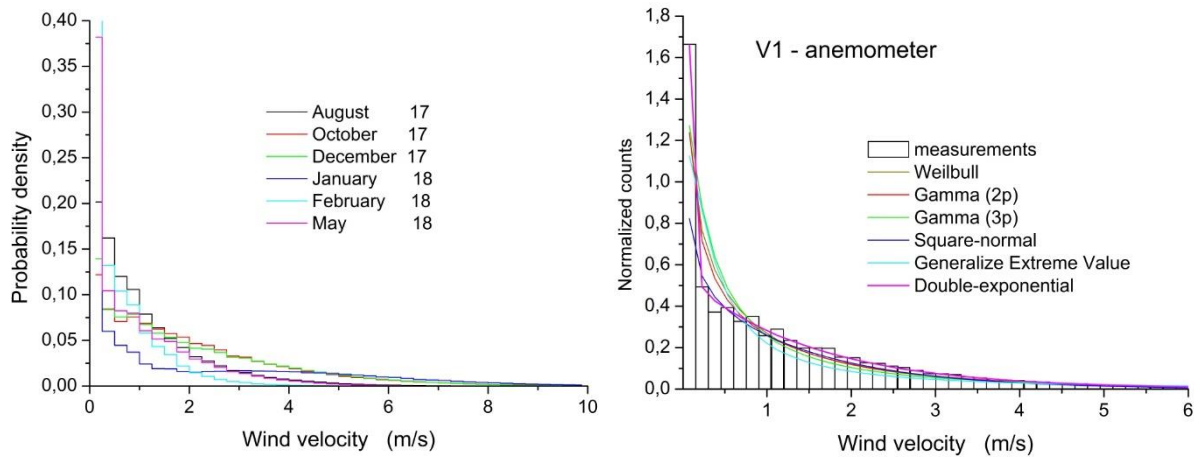 0,40
0,35
0,30
0,25
0,20
0,15
0,10
0,05
0,00
Probability density
August 17
October 17
December 17
January 18
February 18
May 18
0 2 4 6 8 10
Wind velocity (m/s)
1,8
1,6
1,4
1,2
1,0
0,8
0,6
0,4
0,2
0,0
Normalized counts
V1 - anemometer
measurements
Weilbull
Gamma (2p)
Gamma (3p)
Square-normal
Generalize Extreme Value
Double-exponential
1 2 3 4 5 6
Wind velocity (m/s)